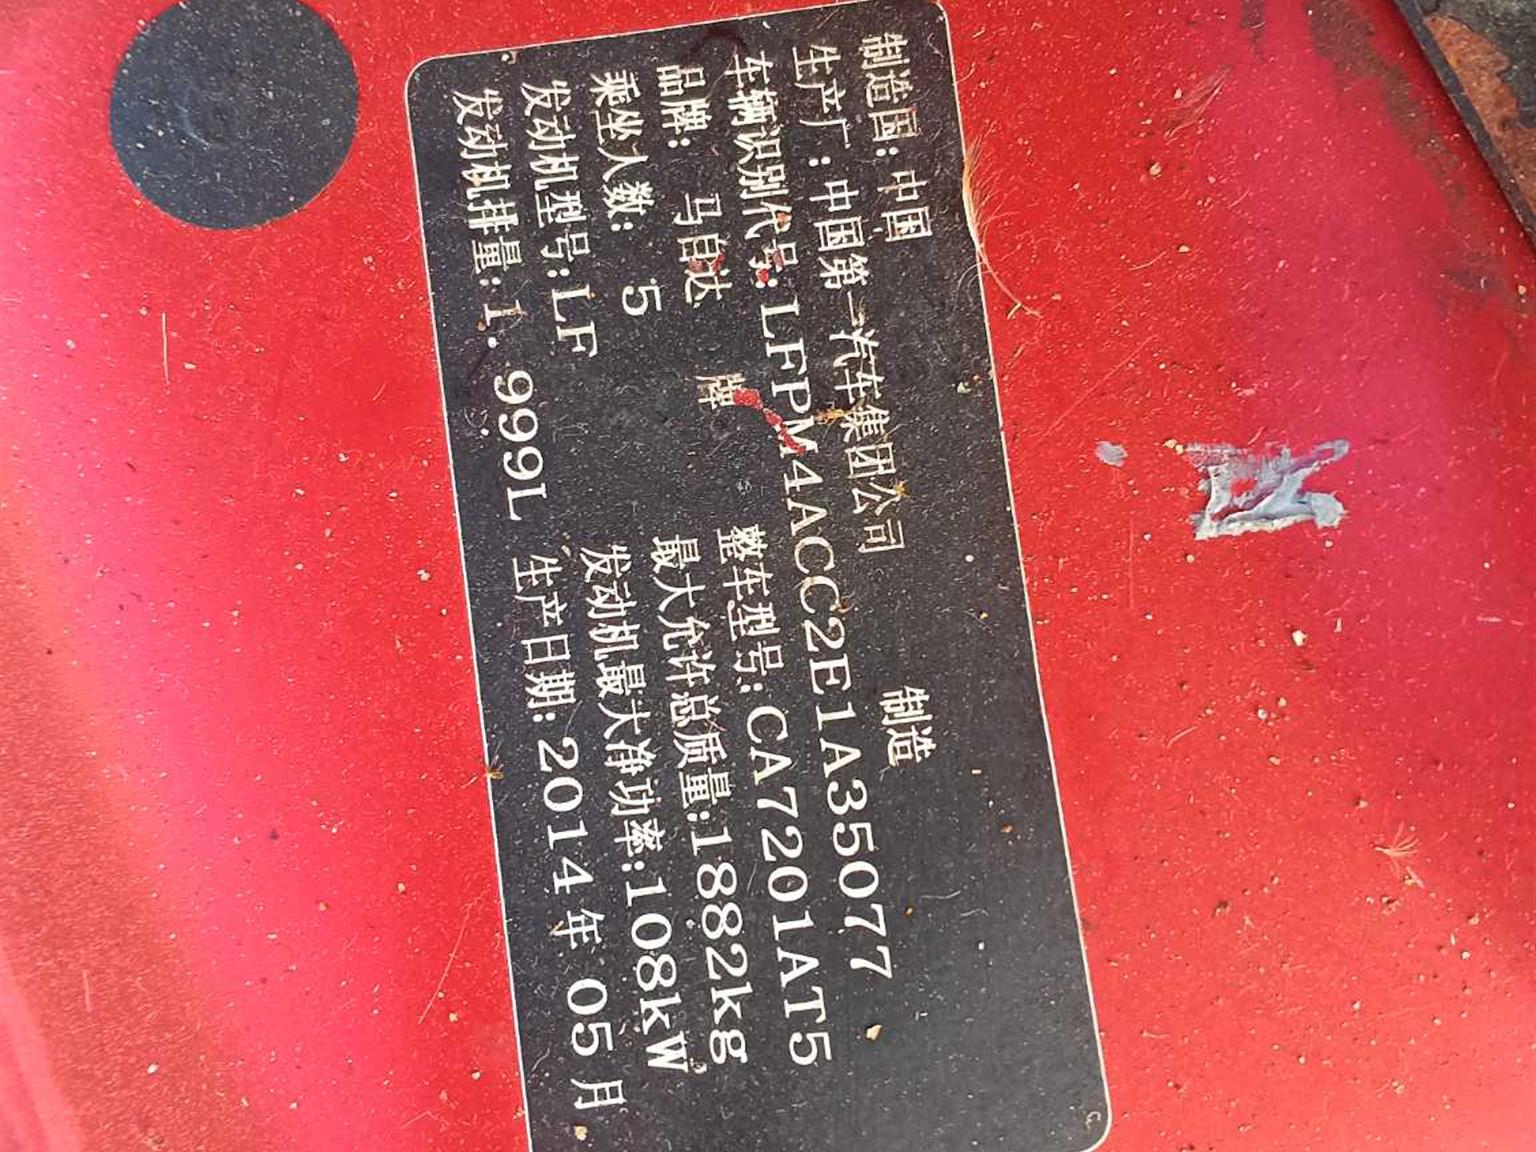 制造国: 中国
生产厂: 中国第一汽车集团公司 制造
车辆识别代号:LFPM4ACC2E1A35077
品牌: 马自达 牌 整车型号:CA7201AT5
乘坐人数: 5 最大允许总质量:1882kg
发动机型号:LF 发动机最大净功率:108kW
发动机排量:1.999L 生产日期:2014年 05月